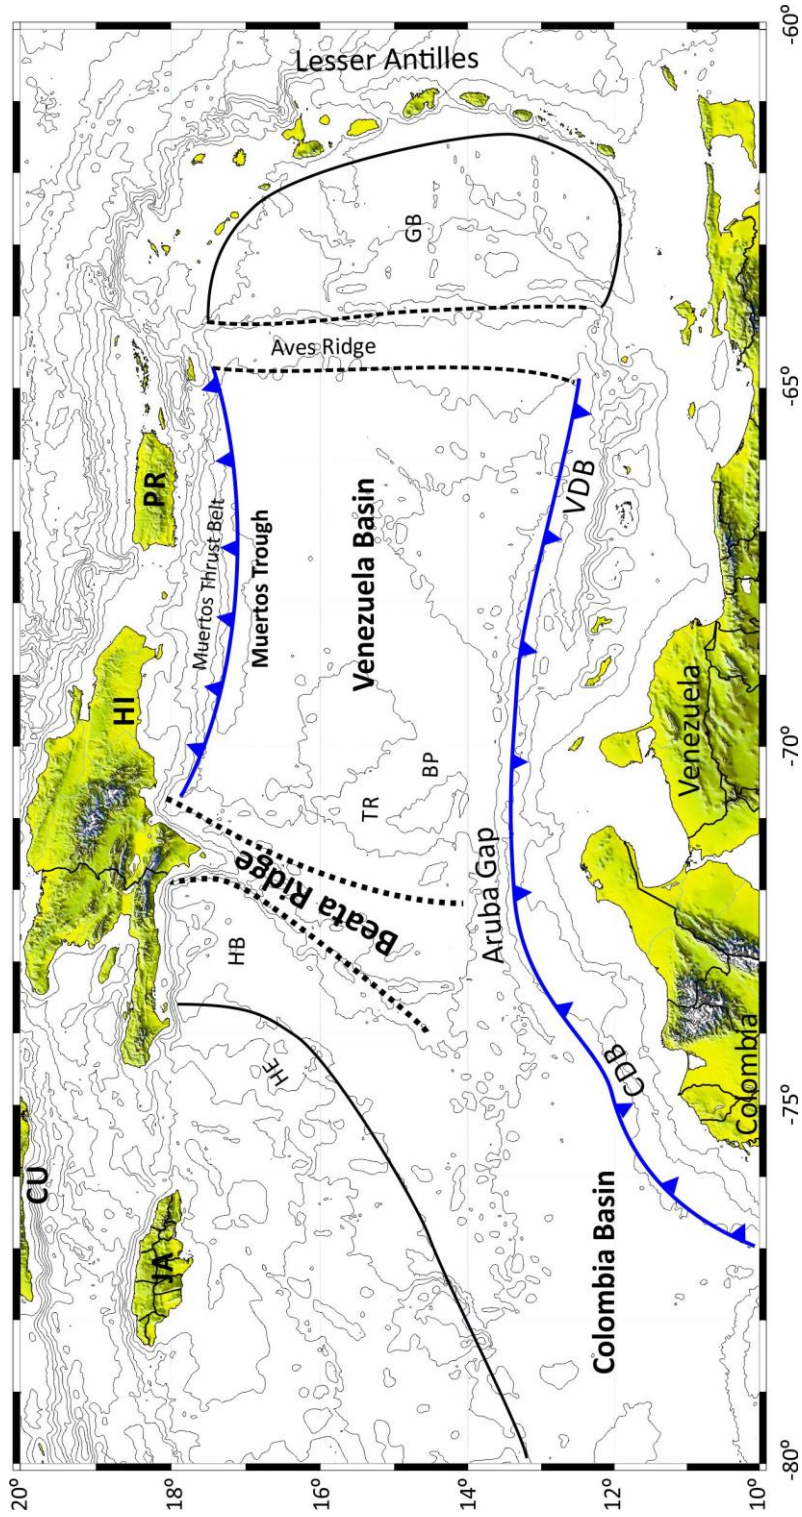 20°
18°
16°
14°
12°
10°
-80°
-75°
-70°
-65°
-60°
CU
JA
HI
PR
Lesser Antilles
Muertos Thrust Belt
Muertos Trough
Aves Ridge
GB
HB
HE
Beata Ridge
Venezuela Basin
TR
BP
Aruba Gap
VDB
CDB
Colombia Basin
Colombia
Venezuela